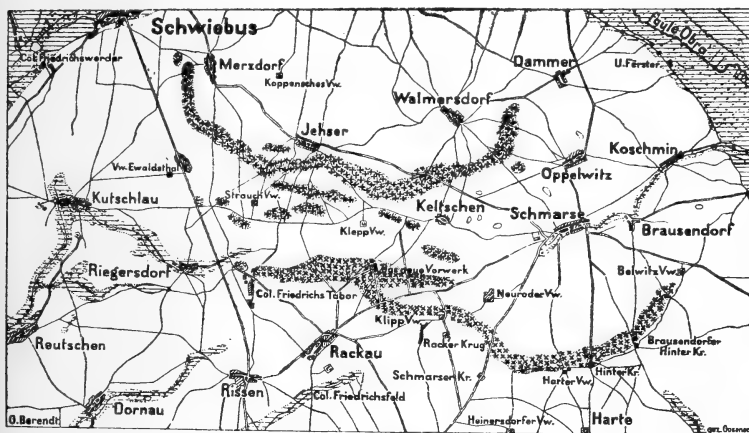 Schwiebus
Faule Obra
Col. Friedrichswerder
Merzdorf
Koppensches Vw.
Dammer
U. Förster.
Walmersdorf
Jehser
Koschmin
Vw. Ewaldsthal
Oppelwitz
Kutschlau
Strauch Vw.
Keltschen
Schmarse
Klepp Vw.
Brausendorf
Riegersdorf
Das neue Vorwerk
Belwitz Vw.
Col. Friedrichs Tabor
Neuroder Vw.
Klipp Vw.
Reutschen
Rackau
Racker Krug
Brausendorfer
Hinter Kr.
Hinter Kr.
Schmarser Kr.
Harter Vw.
Rissen
Col. Friedrichsfeld
Dornau
Heinersdorfer Vw.
Harte
G. Berendt